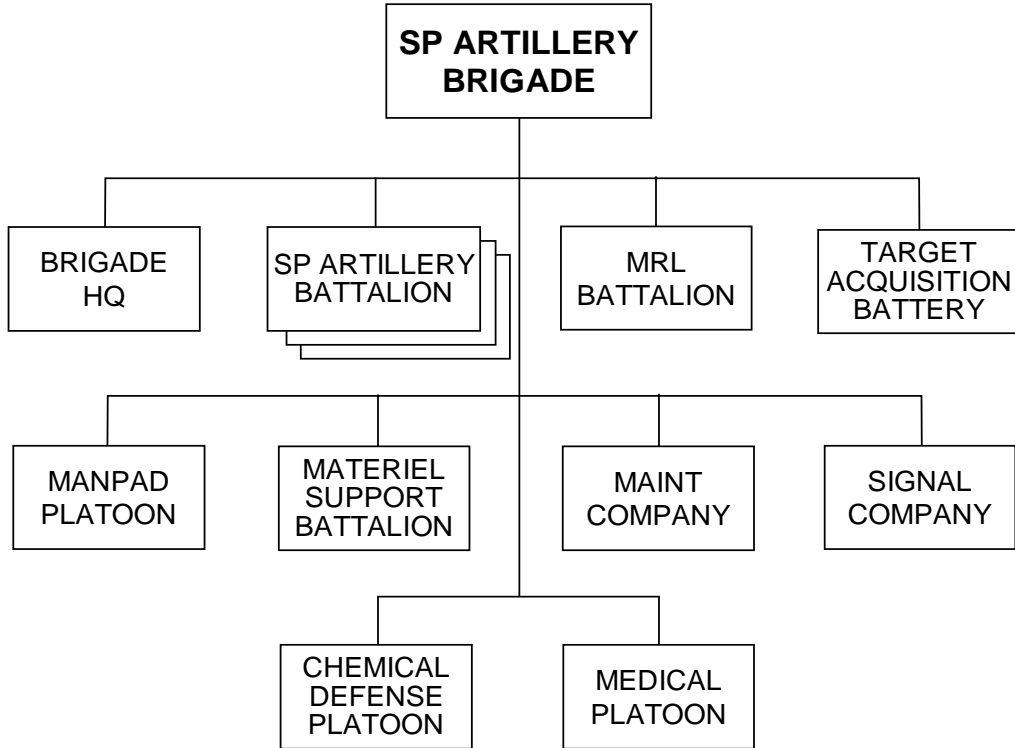 SP ARTILLERY
BRIGADE
BRIGADE
HQ
SP ARTILLERY
BATTALION
MRL
BATTALION
TARGET
ACQUISITION
BATTERY
MANPAD
PLATOON
MATERIEL
SUPPORT
BATTALION
MAINT
COMPANY
SIGNAL
COMPANY
CHEMICAL
DEFENSE
PLATOON
MEDICAL
PLATOON